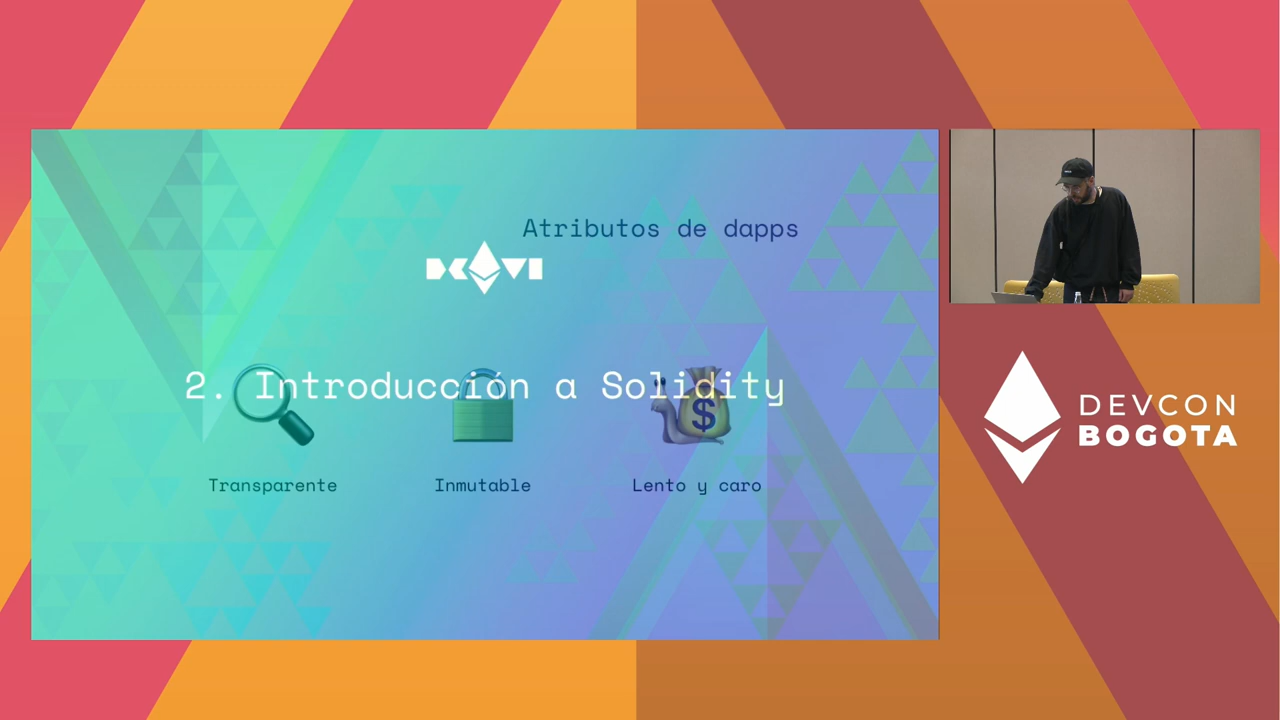 Atributos de dapps
2. Introducción a Solidity
Transparente
Inmutable
Lento y caro
DEVCON
BOGOTA